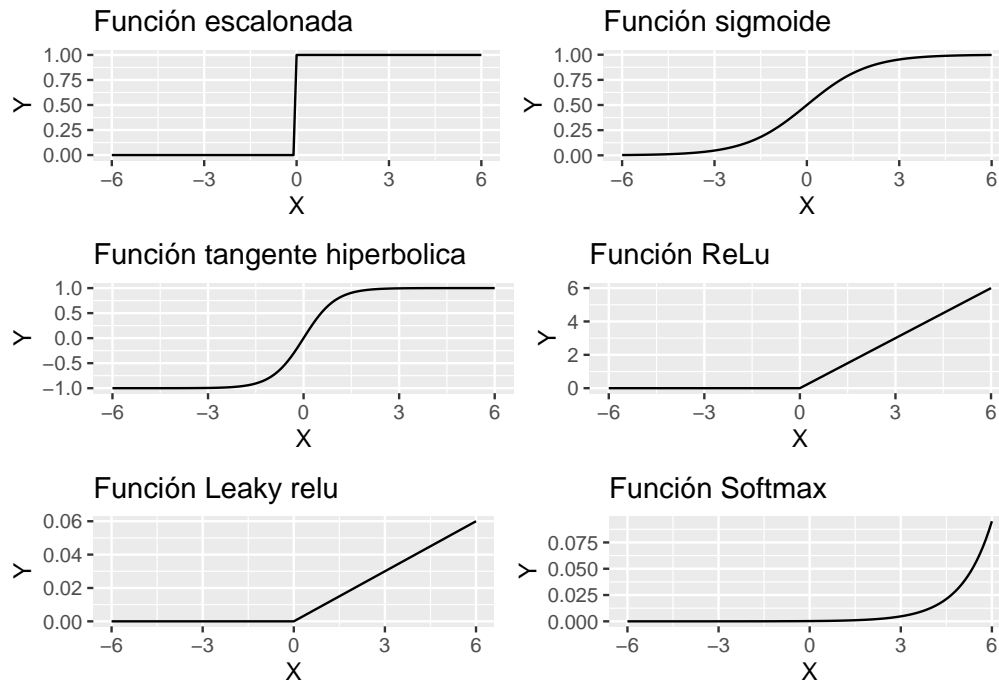 Función escalonada
1.00
0.75
0.50
0.25
0.00
Y
−6 −3 0 3 6
X
Función sigmoide
1.00
0.75
0.50
0.25
0.00
Y
−6 −3 0 3 6
X
Función tangente hiperbolica
1.0
0.5
0.0
−0.5
−1.0
Y
−6 −3 0 3 6
X
Función ReLu
6
4
2
0
Y
−6 −3 0 3 6
X
Función Leaky relu
0.06
0.04
0.02
0.00
Y
−6 −3 0 3 6
X
Función Softmax
0.075
0.050
0.025
0.000
Y
−6 −3 0 3 6
X